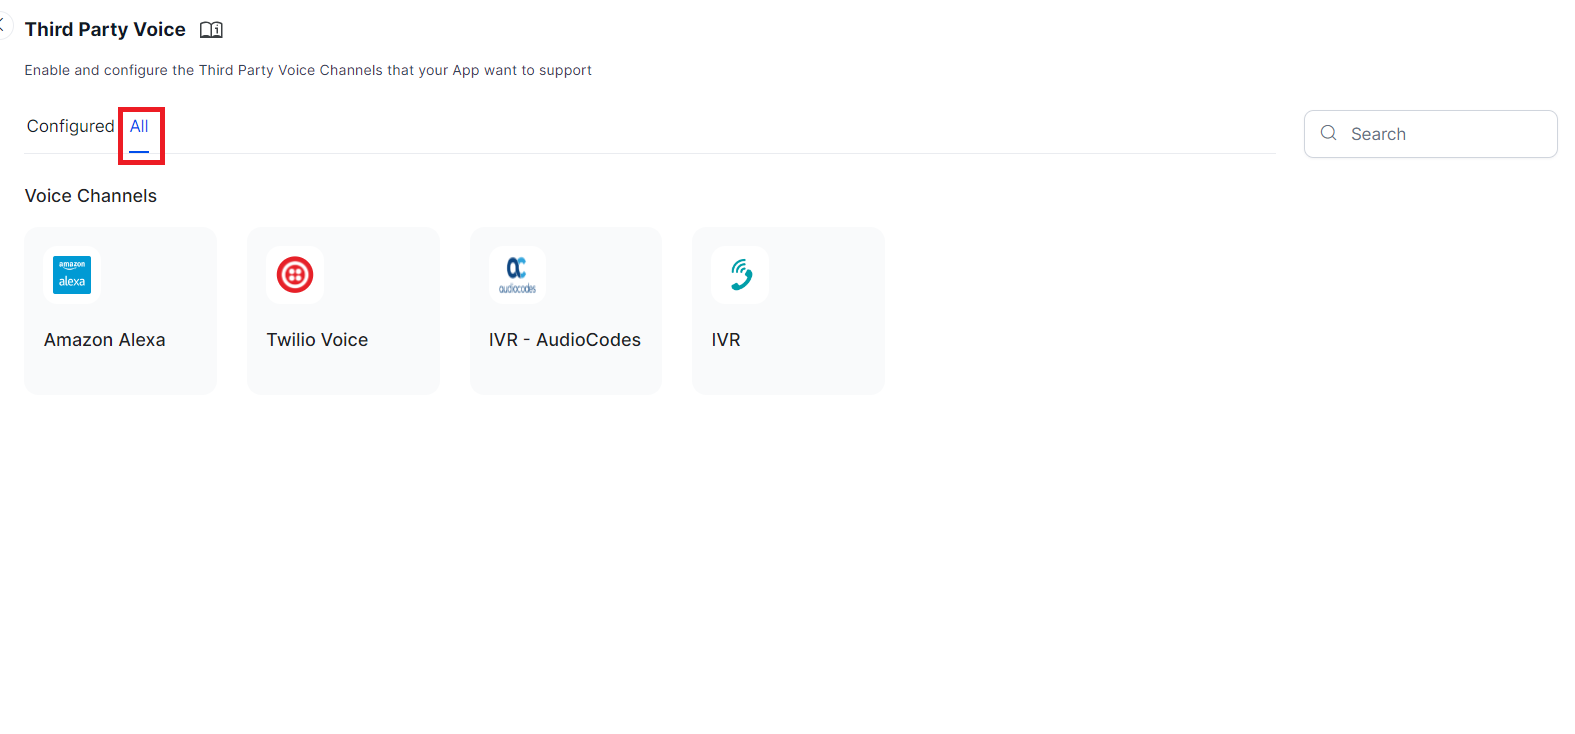 Third Party Voice
Enable and configure the Third Party Voice Channels that your App want to support
Configured All
Search
Voice Channels
amazon
alexa
audiocodes
Amazon Alexa
Twilio Voice
IVR - AudioCodes
IVR